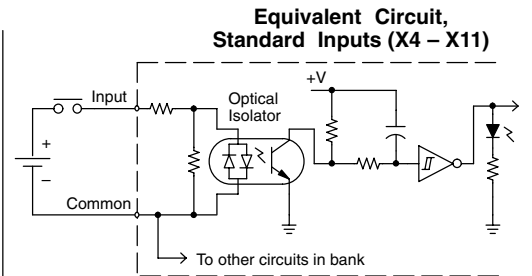 Equivalent Circuit,
Standard Inputs (X4 – X11)
+V
Input
Optical
Isolator
+
–
Common
To other circuits in bank